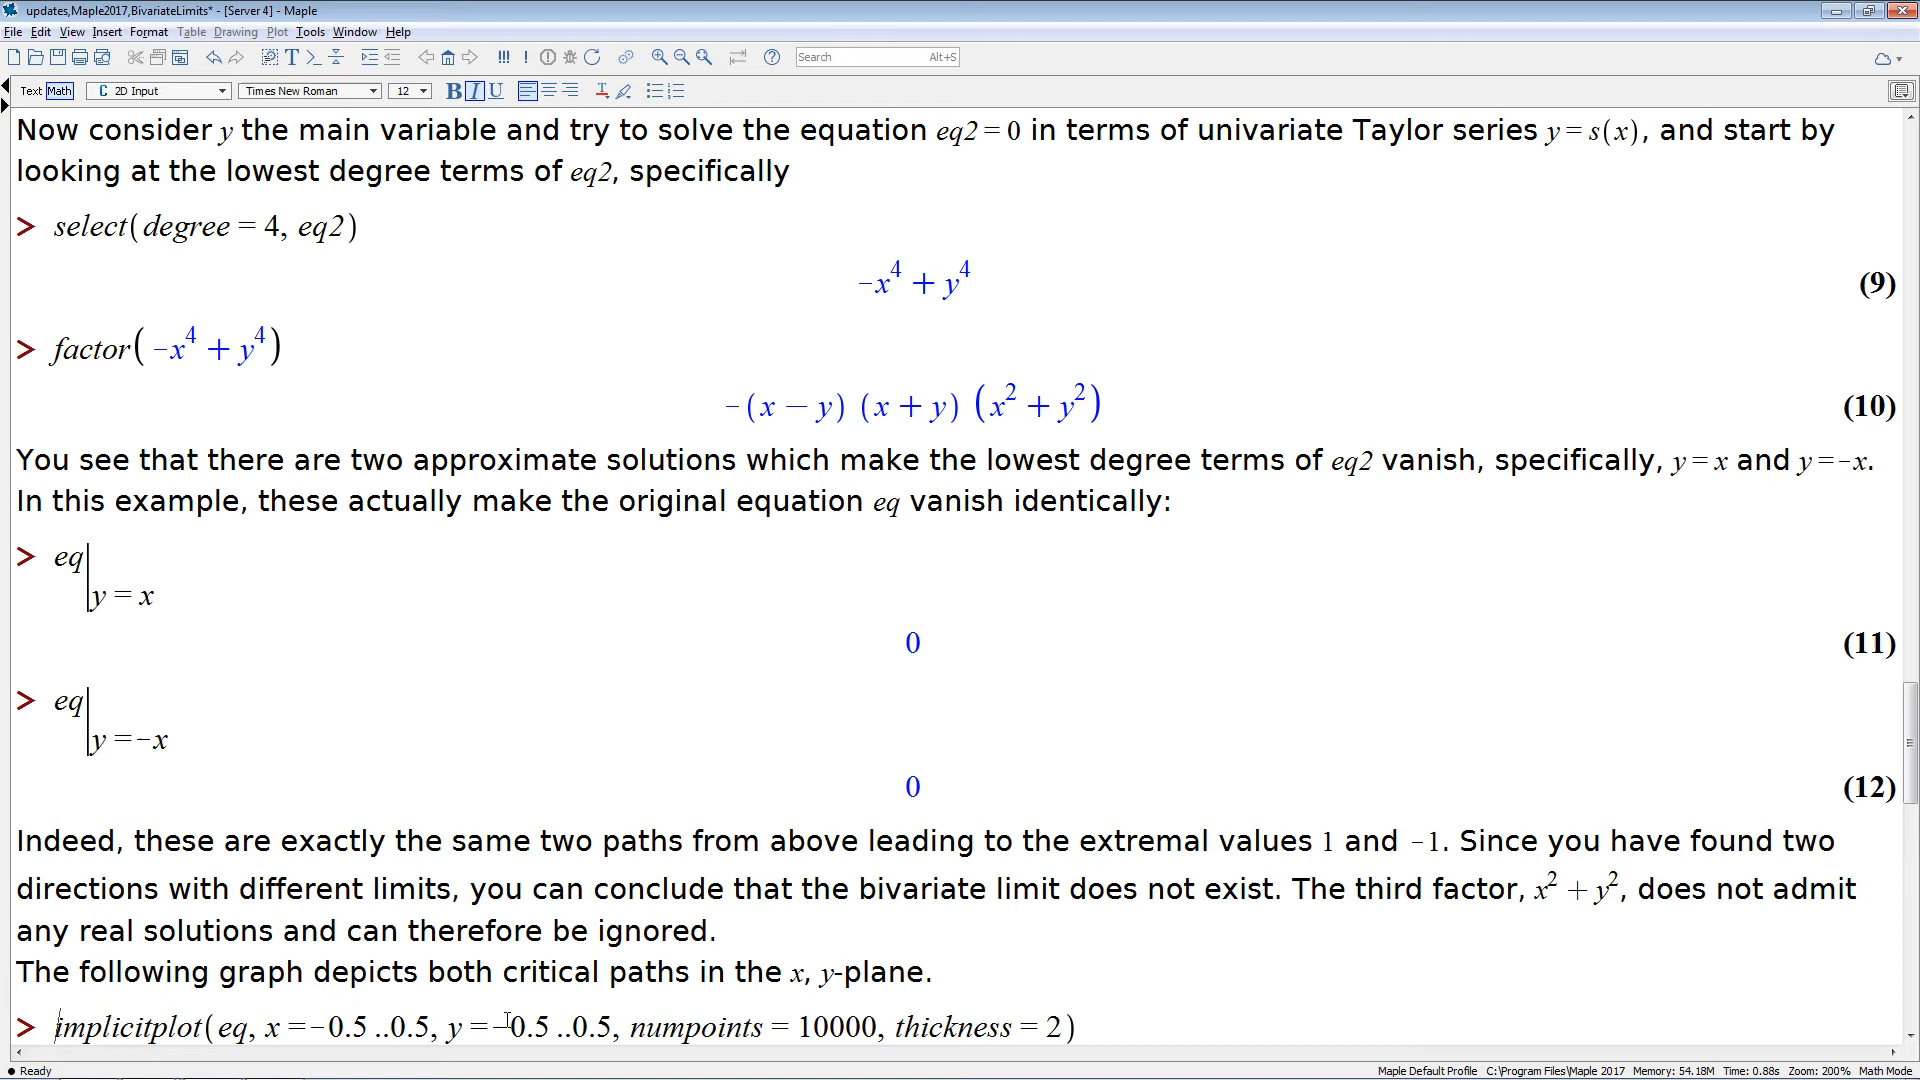 updates,Maple2017,BivariateLimits* - [Server 4] - Maple
File Edit View Insert Format Table Drawing Plot Tools Window Help
Search Alt+S
Text Math C 2D Input Times New Roman 12 B I U
Now consider y the main variable and try to solve the equation eq2 = 0 in terms of univariate Taylor series y = s(x), and start by
looking at the lowest degree terms of eq2, specifically
> select(degree = 4, eq2)
-x^4 + y^4 (9)
> factor(-x^4 + y^4)
-(x - y) (x + y) (x^2 + y^2) (10)
You see that there are two approximate solutions which make the lowest degree terms of eq2 vanish, specifically, y = x and y = -x.
In this example, these actually make the original equation eq vanish identically:
> eq|
y = x
0 (11)
> eq|
y = -x
0 (12)
Indeed, these are exactly the same two paths from above leading to the extremal values 1 and -1. Since you have found two
directions with different limits, you can conclude that the bivariate limit does not exist. The third factor, x^2 + y^2, does not admit
any real solutions and can therefore be ignored.
The following graph depicts both critical paths in the x, y-plane.
> implicitplot(eq, x = -0.5 ..0.5, y = -0.5 ..0.5, numpoints = 10000, thickness = 2)
Ready Maple Default Profile C:\Program Files\Maple 2017 Memory: 54.18M Time: 0.88s Zoom: 200% Math Mode